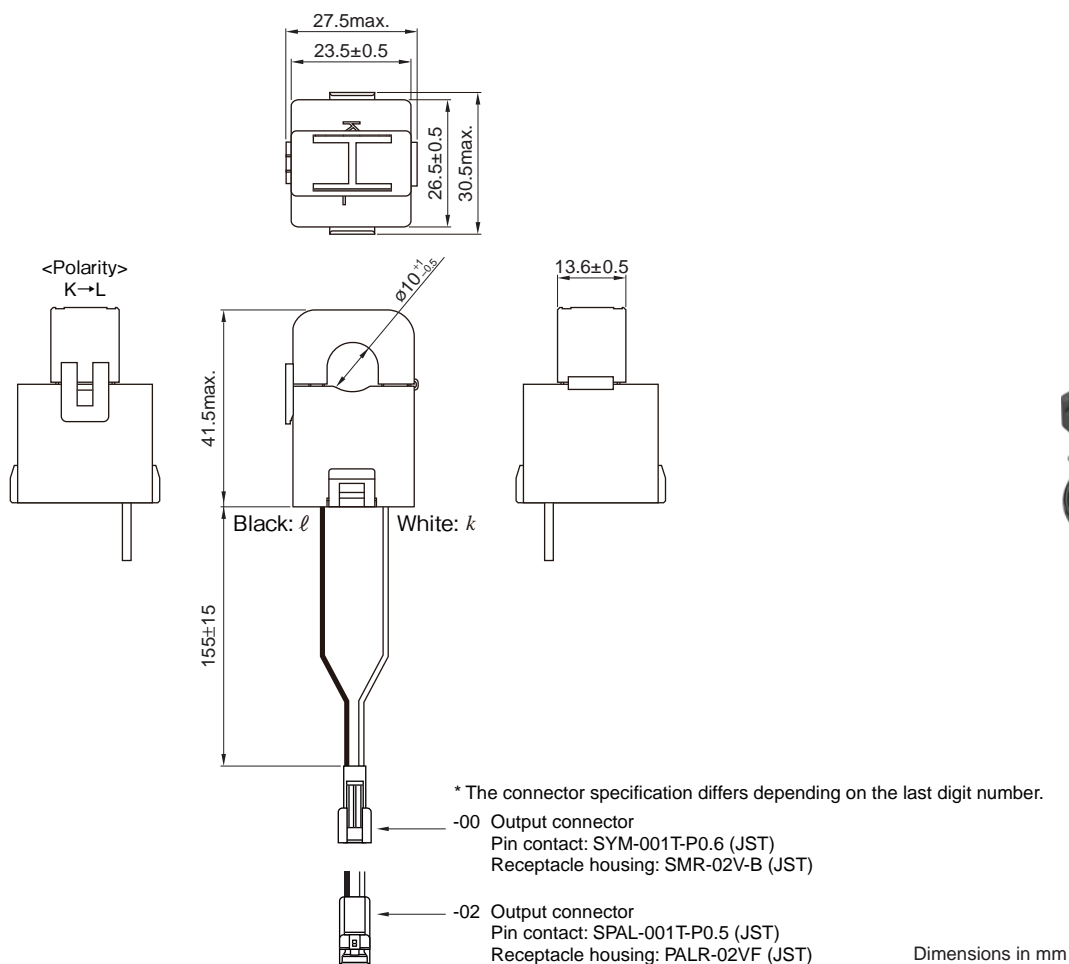 27.5max.
23.5±0.5
26.5±0.5
30.5max.
K
L
<Polarity>
K→L
ø10 +1 −0.5
13.6±0.5
41.5max.
Black: ℓ
White: k
155±15
* The connector specification differs depending on the last digit number.
-00 Output connector
Pin contact: SYM-001T-P0.6 (JST)
Receptacle housing: SMR-02V-B (JST)
-02 Output connector
Pin contact: SPAL-001T-P0.5 (JST)
Receptacle housing: PALR-02VF (JST)
Dimensions in mm